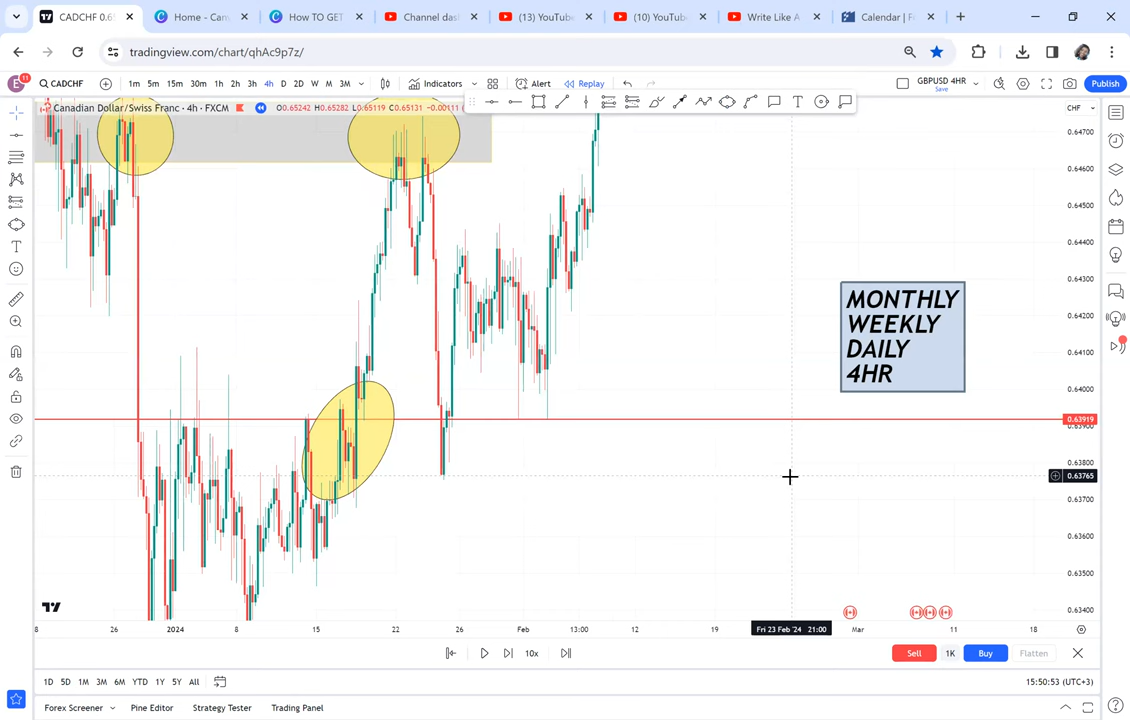 CADCHF 0.65
Home - Can
How TO GET
Channel das
(13) YouTube
(10) YouTube
Write Like A
Calendar | F
tradingview.com/chart/qhAc9p7z/
E
11
CADCHF
1m 5m 15m 30m 1h 2h 3h 4h D 2D W M 3M
Indicators
Alert
Replay
GBPUSD 4HR
Save
Publish
Canadian Dollar/Swiss Franc · 4h · FXCM
O0.65242 H0.65282 L0.65119 C0.65131 -0.00111
CHF
0.64700
0.64600
0.64500
0.64400
0.64300
0.64200
0.64100
0.64000
0.63919
0.63900
0.63800
0.63765
0.63700
0.63600
0.63500
0.63400
MONTHLY
WEEKLY
DAILY
4HR
8 26 2024 8 15 22 26 Feb 13:00 12 19 Fri 23 Feb '24 21:00 Mar 11 18
10x
Sell 1K Buy Flatten
1D 5D 1M 3M 6M YTD 1Y 5Y All
15:50:53 (UTC+3)
Forex Screener Pine Editor Strategy Tester Trading Panel